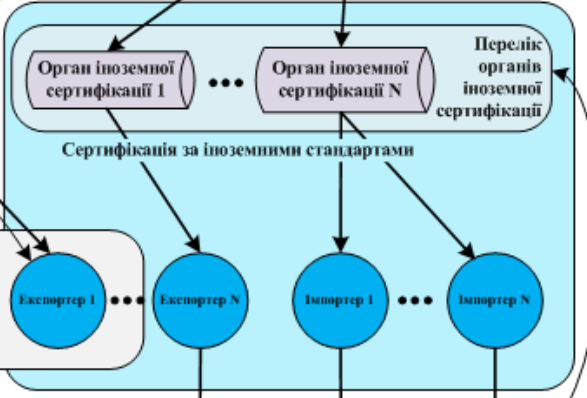 Перелік
органів
іноземної
сертифікації
Орган іноземної
сертифікації 1
Орган іноземної
сертифікації N
Сертифікація за іноземними стандартами
Експортер 1
Експортер N
Імпортер 1
Імпортер N